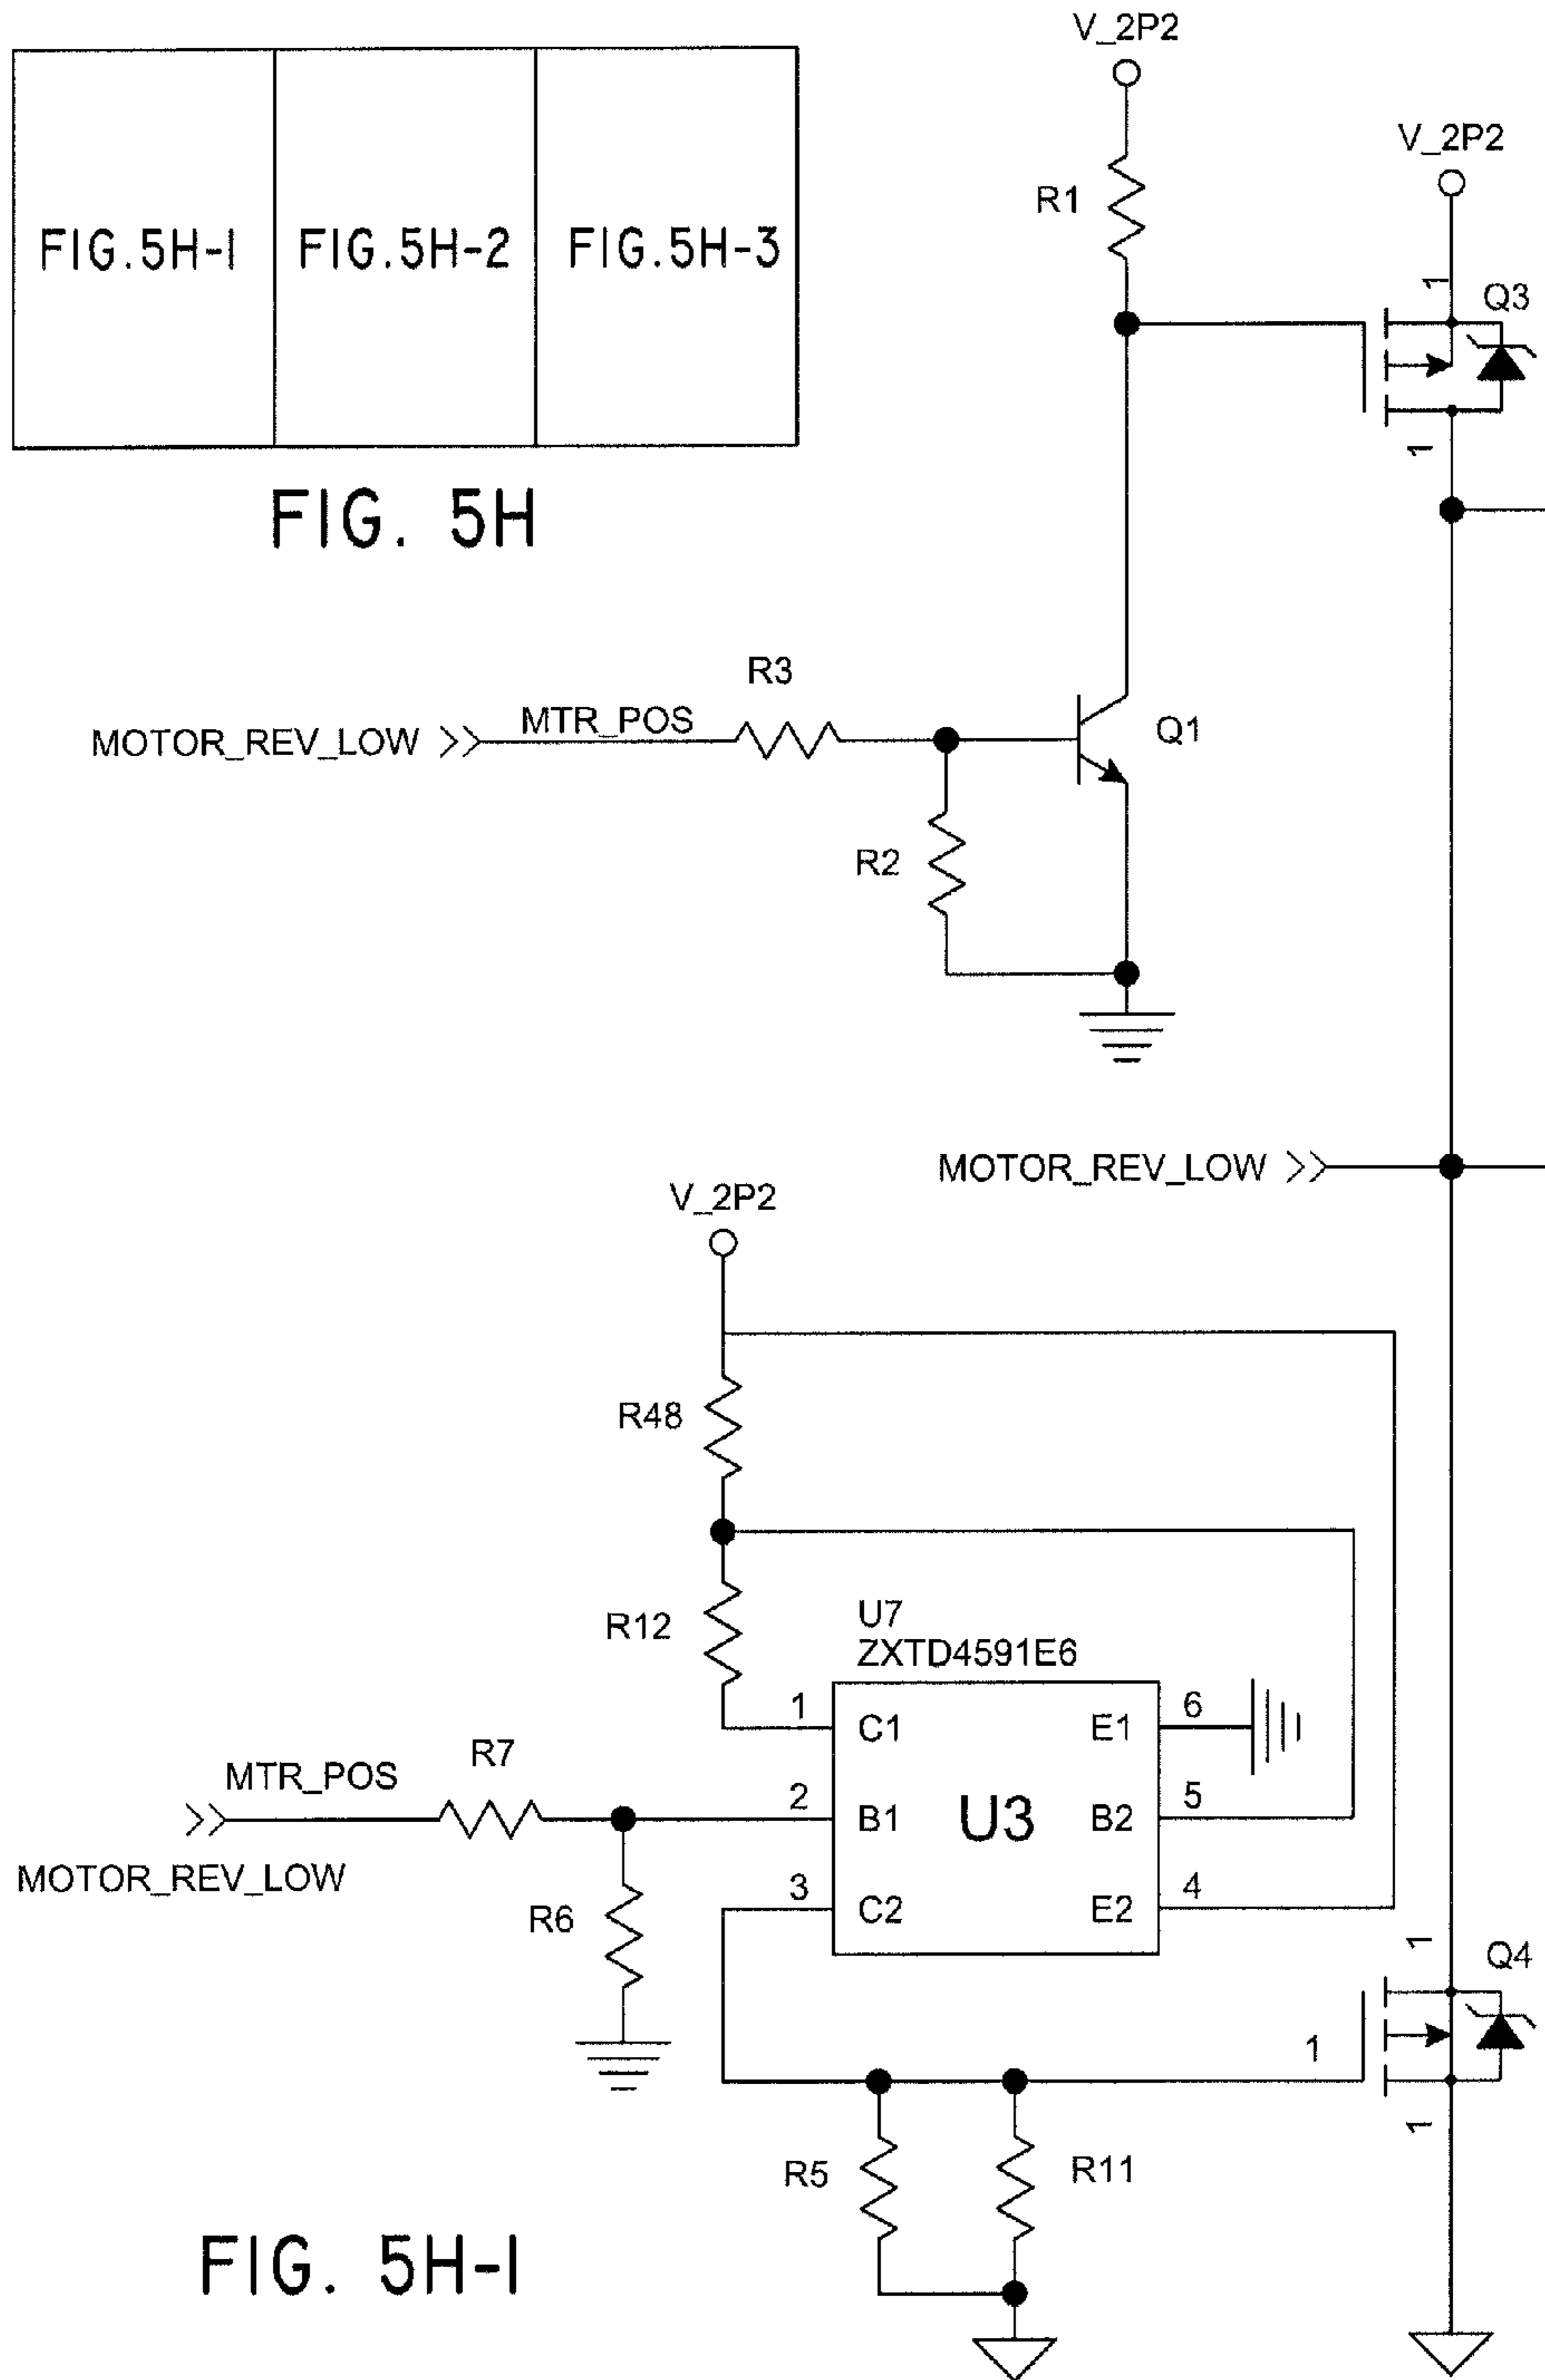 FIG.5H-1
FIG.5H-2
FIG.5H-3
FIG. 5H
V_2P2
R1
V_2P2
1
Q3
1
MOTOR_REV_LOW
MTR_POS
R3
Q1
R2
MOTOR_REV_LOW
V_2P2
R48
R12
U7
ZXTD4591E6
1
C1
E1
6
MTR_POS
R7
2
B1
U3
B2
5
MOTOR_REV_LOW
R6
3
C2
E2
4
1
Q4
1
1
R5
R11
FIG. 5H-1